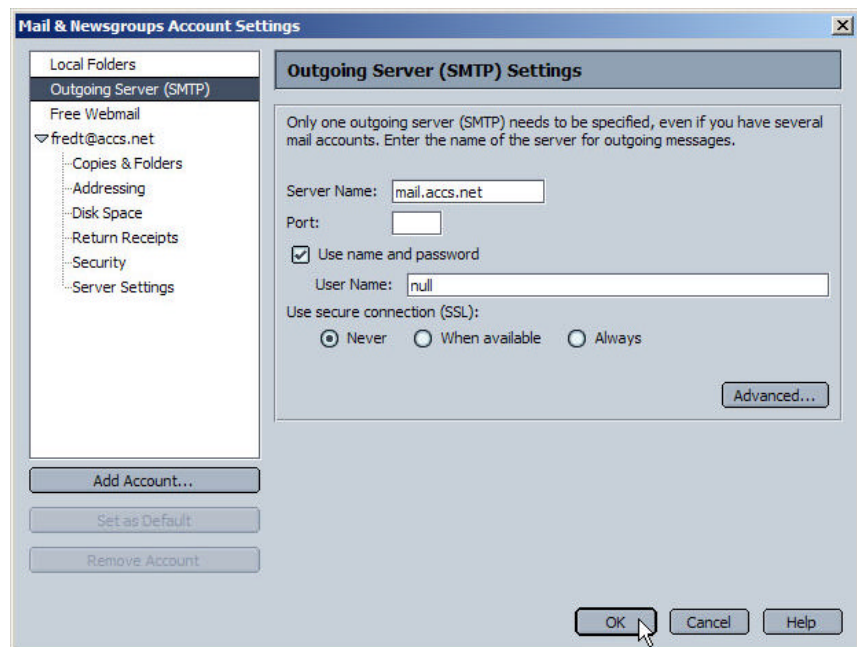 Mail & Newsgroups Account Settings
Local Folders
Outgoing Server (SMTP)
Free Webmail
fredt@accs.net
Copies & Folders
Addressing
Disk Space
Return Receipts
Security
Server Settings
Add Account...
Set as Default
Remove Account
Outgoing Server (SMTP) Settings
Only one outgoing server (SMTP) needs to be specified, even if you have several
mail accounts. Enter the name of the server for outgoing messages.
Server Name: mail.accs.net
Port:
Use name and password
User Name: null
Use secure connection (SSL):
Never When available Always
Advanced...
OK Cancel Help